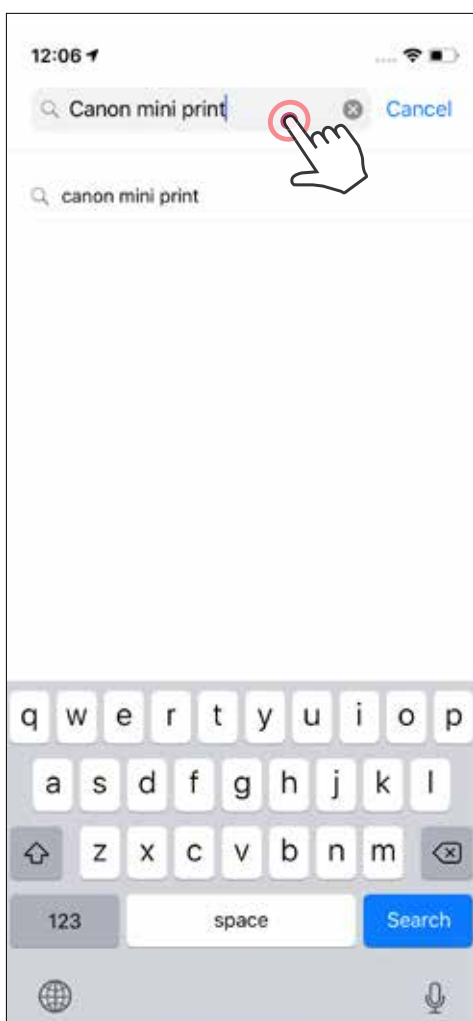 12:06
Canon mini print Cancel
canon mini print
q w e r t y u i o p
a s d f g h j k l
z x c v b n m
123 space Search